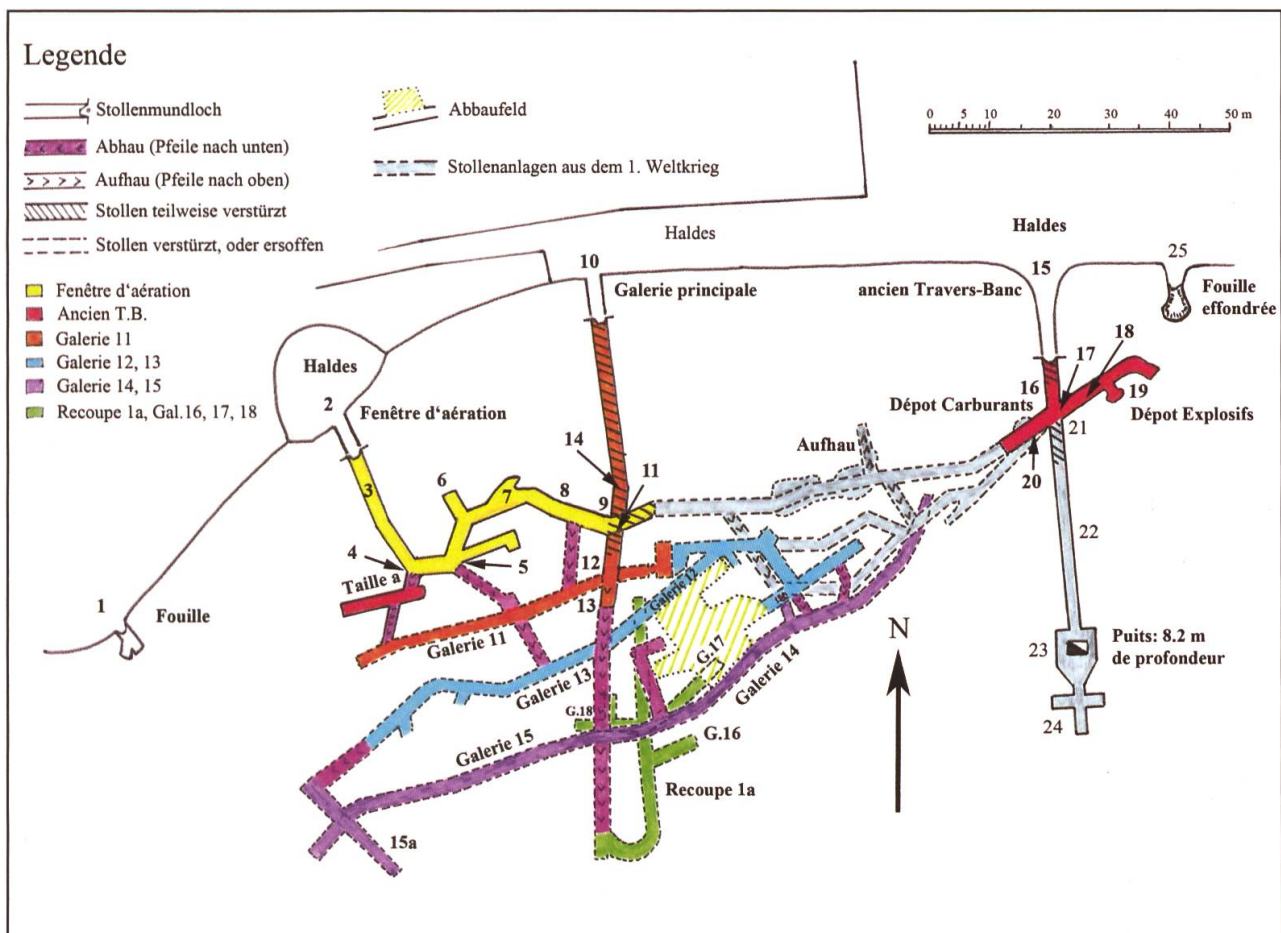 Legende
Stollenmundloch
Abhau (Pfeile nach unten)
Aufhau (Pfeile nach oben)
Stollen teilweise verstürzt
Stollen verstürzt, oder ersoffen
Abbaufeld
Stollenanlagen aus dem 1. Weltkrieg
Fenêtre d'aération
Ancien T.B.
Galerie 11
Galerie 12, 13
Galerie 14, 15
Recoupe 1a, Gal.16, 17, 18
0 5 10 20 30 40 50 m
Haldes
Haldes
10
Galerie principale
ancien Travers-Banc
15
25
Fouille
effondrée
Haldes
2
Fenêtre d'aération
3
4
5
6
7
8
9
14
11
12
13
Taille a
1
Fouille
Aufhau
Dépot Carburants
16
17
18
19
Dépot Explosifs
20
21
22
23
24
Puits: 8.2 m
de profondeur
N
Galerie 11
Galerie 12
Galerie 13
Galerie 14
Galerie 15
G.17
G.18
G.16
Recoupe 1a
15a